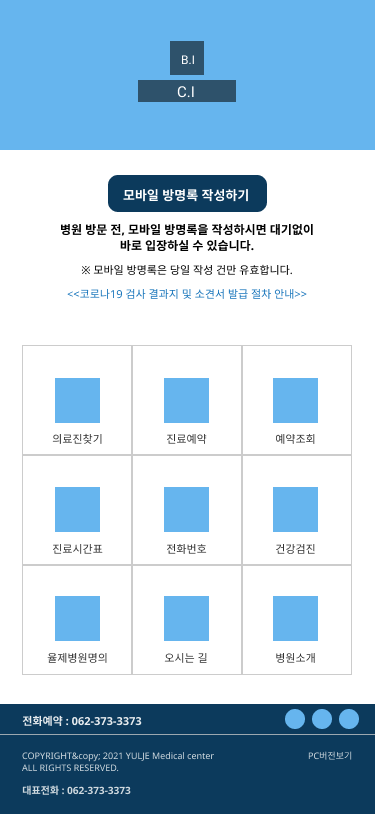 B.I
C.I
모바일 방명록 작성하기
병원 방문 전, 모바일 방명록을 작성하시면 대기없이
바로 입장하실 수 있습니다.
※ 모바일 방명록은 당일 작성 건만 유효합니다.
<<코로나19 검사 결과지 및 소견서 발급 절차 안내>>
의료진찾기
진료예약
예약조회
진료시간표
전화번호
건강검진
율제병원명의
오시는 길
병원소개
전화예약 : 062-373-3373
COPYRIGHT&copy; 2021 YULJE Medical center
ALL RIGHTS RESERVED.
PC버전보기
대표전화 : 062-373-3373